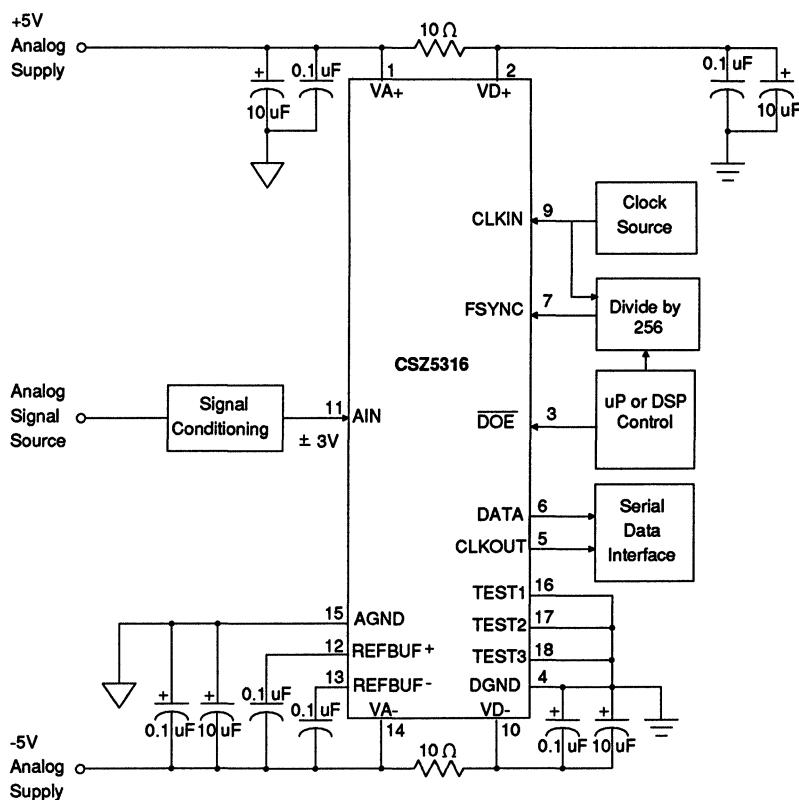 +5V
Analog
Supply
10 Ω
0.1 uF
+
10 uF
1
VA+
2
VD+
0.1 uF
+
10 uF
CLKIN
9
Clock
Source
FSYNC
7
Divide by
256
CSZ5316
Analog
Signal
Source
Signal
Conditioning
11
AIN
± 3V
DOE
3
uP or DSP
Control
DATA
6
CLKOUT
5
Serial
Data
Interface
TEST1
16
TEST2
17
TEST3
18
DGND
4
15
AGND
12
REFBUF+
13
REFBUF-
+
0.1 uF
+
10 uF
0.1 uF
0.1 uF
VA-
14
VD-
10
+
0.1 uF
+
10 uF
10 Ω
-5V
Analog
Supply